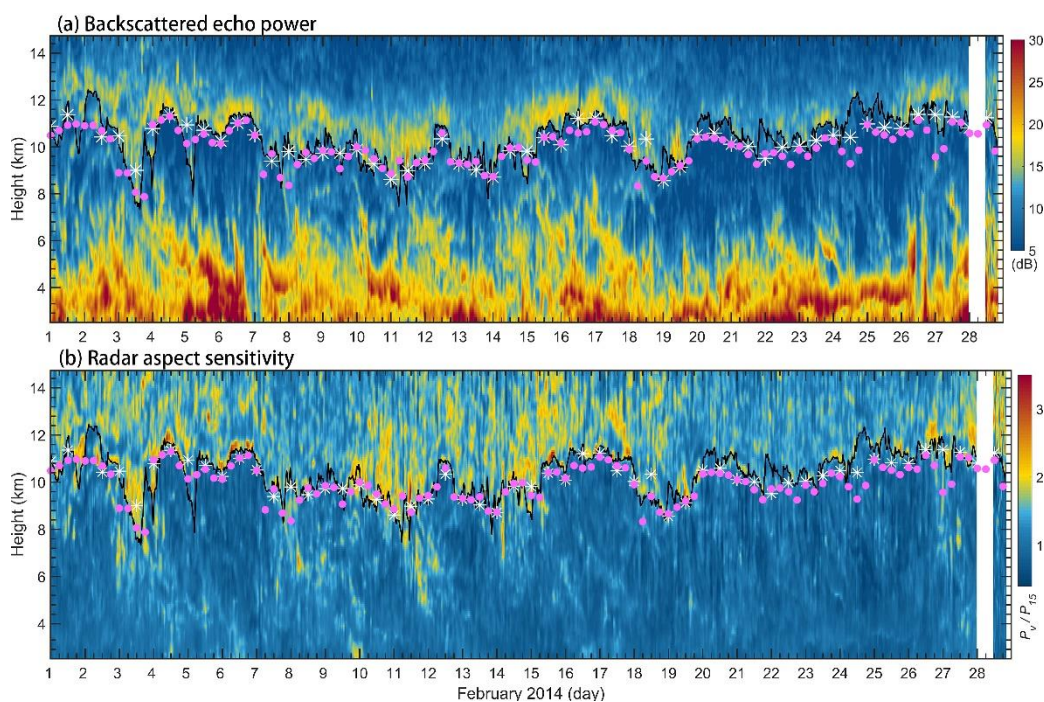 (a) Backscattered echo power
14
12
10
8
6
4
Height (km)
1 2 3 4 5 6 7 8 9 10 11 12 13 14 15 16 17 18 19 20 21 22 23 24 25 26 27 28
30
25
20
15
10
5
(dB)
(b) Radar aspect sensitivity
14
12
10
8
6
4
Height (km)
1 2 3 4 5 6 7 8 9 10 11 12 13 14 15 16 17 18 19 20 21 22 23 24 25 26 27 28
February 2014 (day)
3
2
1
Pv / P15